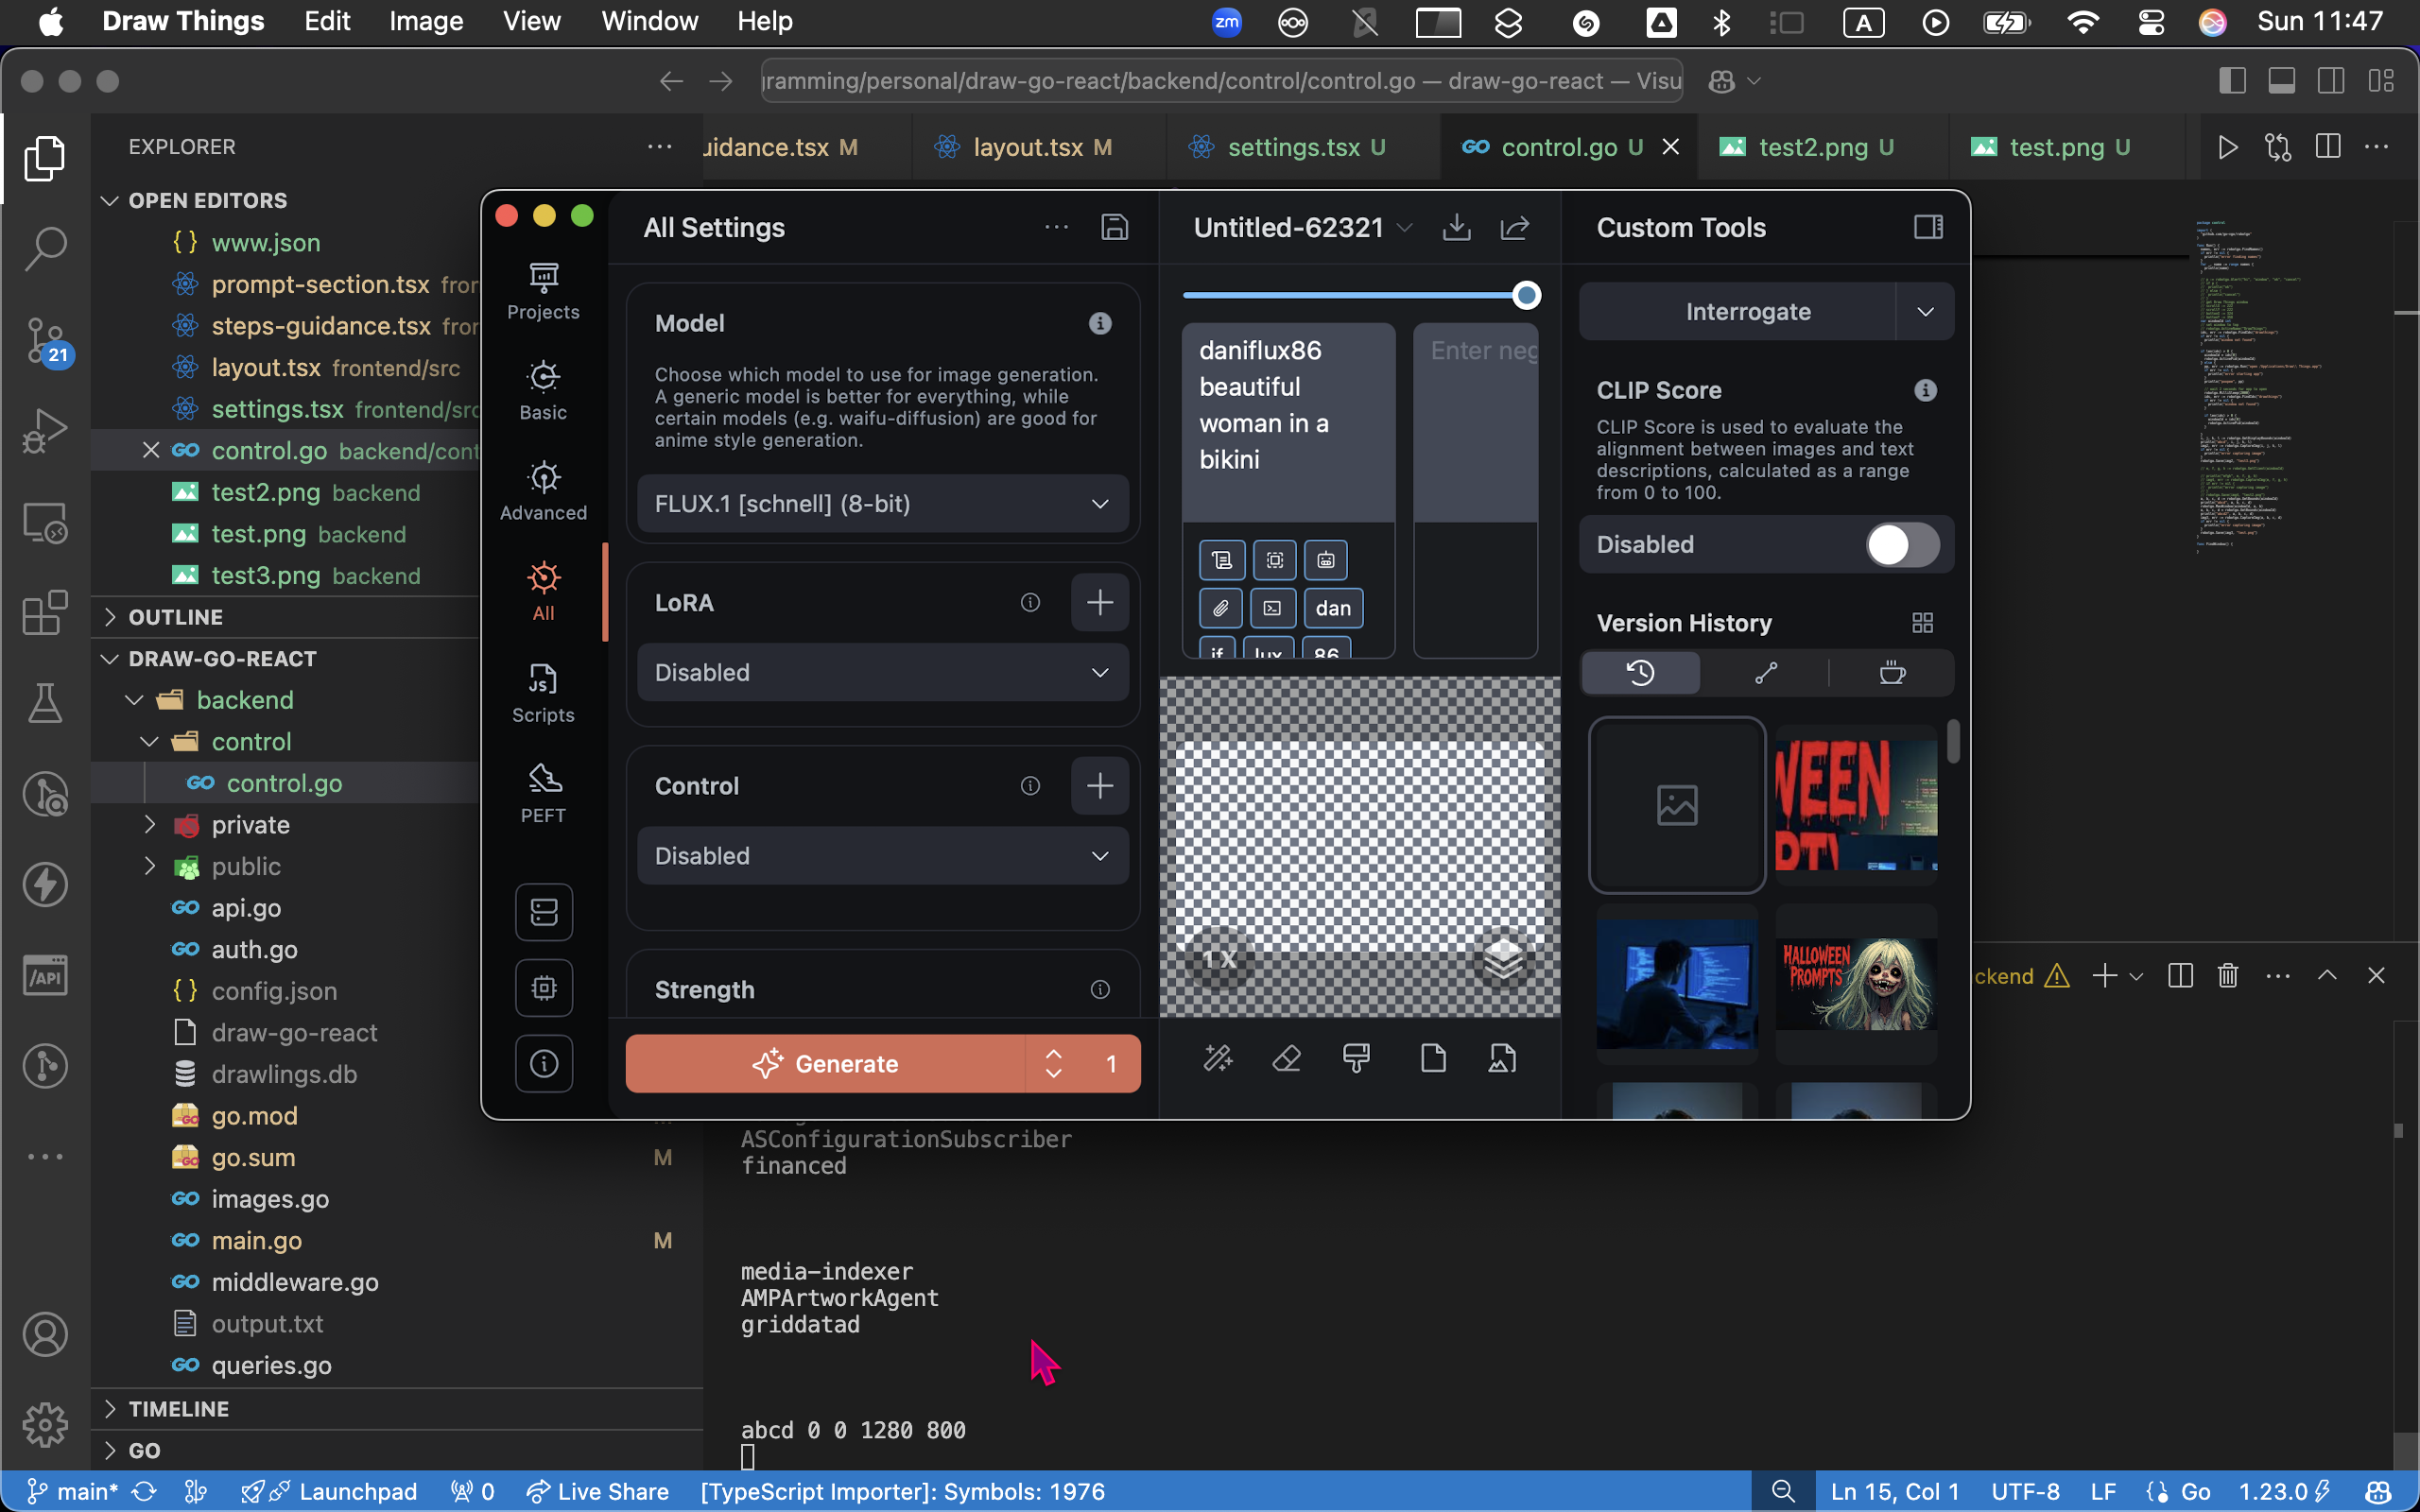 Draw Things Edit Image View Window Help
zm
A
Sun 11:47
ramming/personal/draw-go-react/backend/control/control.go — draw-go-react — Visu
EXPLORER
uidance.tsx M
layout.tsx M
settings.tsx U
control.go U
test2.png U
test.png U
OPEN EDITORS
{} www.json
prompt-section.tsx fror
steps-guidance.tsx fror
layout.tsx frontend/src
settings.tsx frontend/src
control.go backend/cont
test2.png backend
test.png backend
test3.png backend
OUTLINE
DRAW-GO-REACT
backend
control
control.go
private
public
api.go
auth.go
{} config.json
draw-go-react
drawlings.db
go.mod
go.sum M
images.go
main.go M
middleware.go
output.txt
queries.go
TIMELINE
GO
21
/API
All Settings
Projects
Basic
Advanced
All
Scripts
PEFT
Model
Choose which model to use for image generation.
A generic model is better for everything, while
certain models (e.g. waifu-diffusion) are good for
anime style generation.
FLUX.1 [schnell] (8-bit)
LoRA
Disabled
Control
Disabled
Strength
Generate
1
Untitled-62321
daniflux86
beautiful
woman in a
bikini
Enter neg
dan
if lux 86
1 X
Custom Tools
Interrogate
CLIP Score
CLIP Score is used to evaluate the
alignment between images and text
descriptions, calculated as a range
from 0 to 100.
Disabled
Version History
WEEN
HALLOWEEN
PROMPTS
ckend
ASConfigurationSubscriber
financed
media-indexer
AMPArtworkAgent
griddatad
abcd 0 0 1280 800
main* Launchpad 0 Live Share [TypeScript Importer]: Symbols: 1976
Ln 15, Col 1 UTF-8 LF {} Go 1.23.0